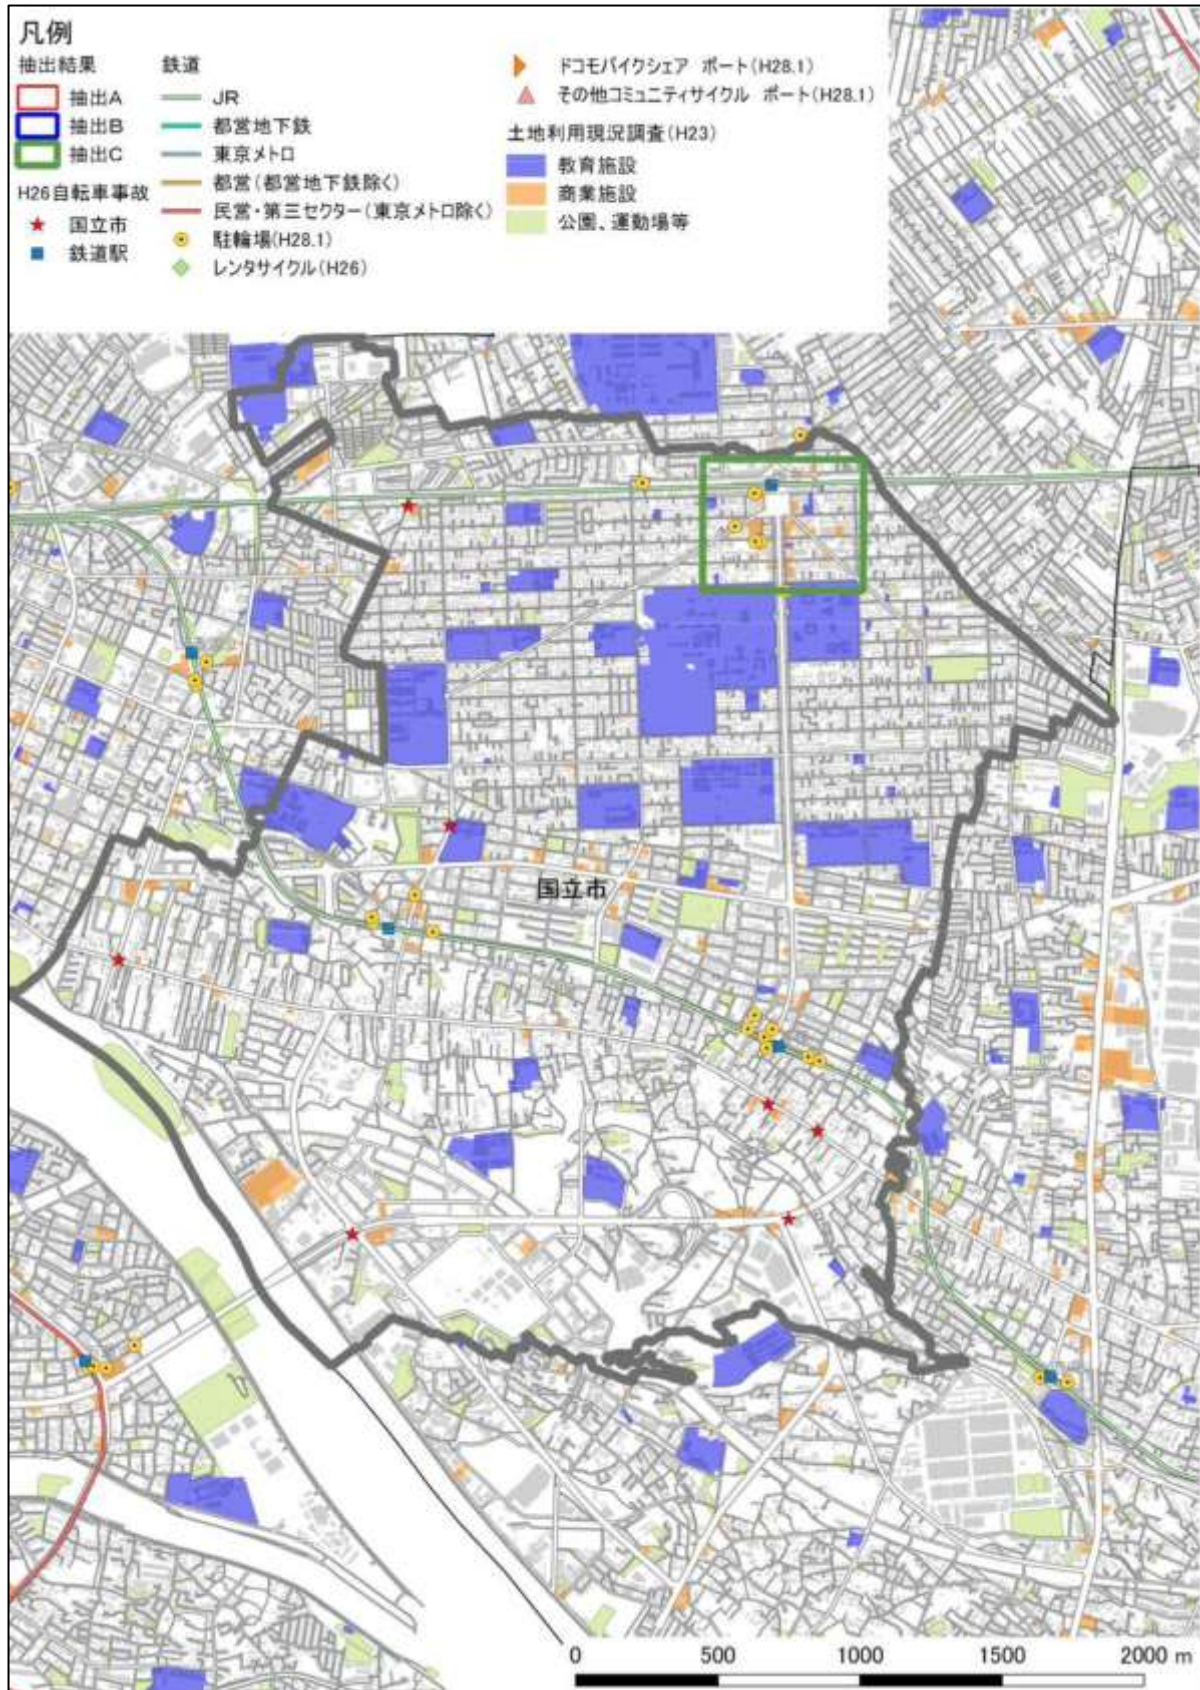 凡例
抽出結果
抽出A
抽出B
抽出C
H26自転車事故
国立市
鉄道駅
鉄道
JR
都営地下鉄
東京メトロ
都営(都営地下鉄除く)
民営・第三セクター(東京メトロ除く)
駐輪場(H28.1)
レンタサイクル(H26)
ドコモバイクシェア ポート(H28.1)
その他コミュニティサイクル ポート(H28.1)
土地利用現況調査(H23)
教育施設
商業施設
公園、運動場等
国立市
0 500 1000 1500 2000 m